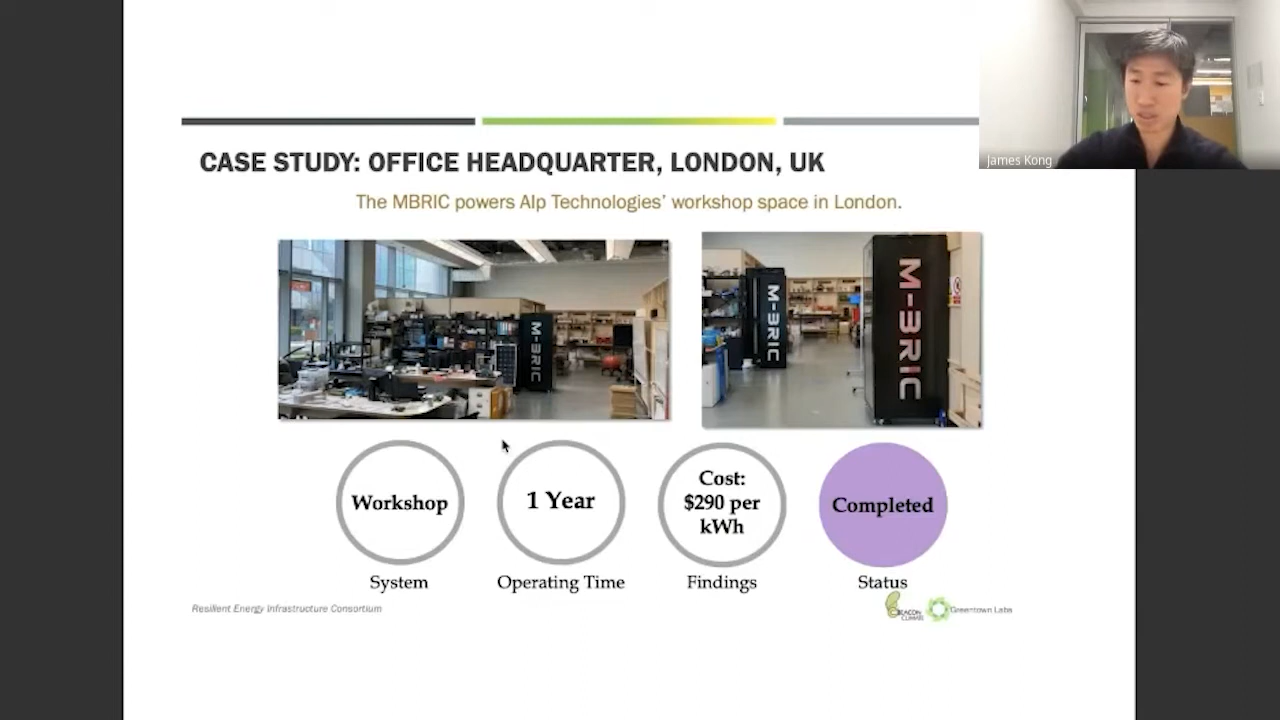 James Kong
CASE STUDY: OFFICE HEADQUARTER, LONDON, UK
The MBRIC powers Alp Technologies' workshop space in London.
M-BRIC
M-BRIC
M-BRIC
Workshop
1 Year
Cost:
$290 per
kWh
Completed
System
Operating Time
Findings
Status
Resilient Energy Infrastructure Consortium
BEACON
CLIMATE
Greentown Labs